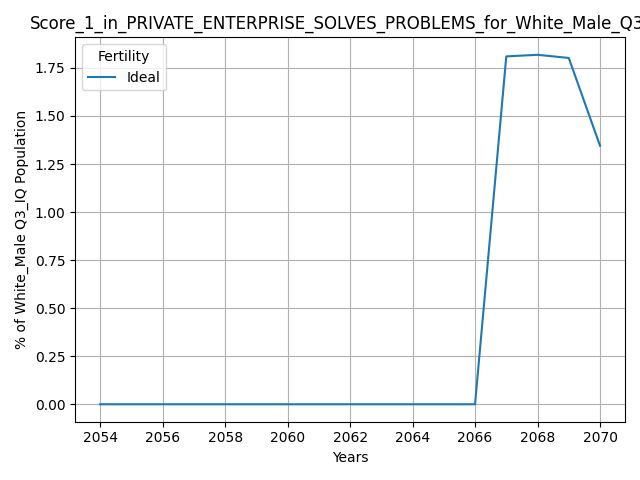 Score_1_in_PRIVATE_ENTERPRISE_SOLVES_PROBLEMS_for_White_Male_Q3
Fertility
Ideal
% of White_Male Q3_IQ Population
1.75
1.50
1.25
1.00
0.75
0.50
0.25
0.00
2054 2056 2058 2060 2062 2064 2066 2068 2070
Years